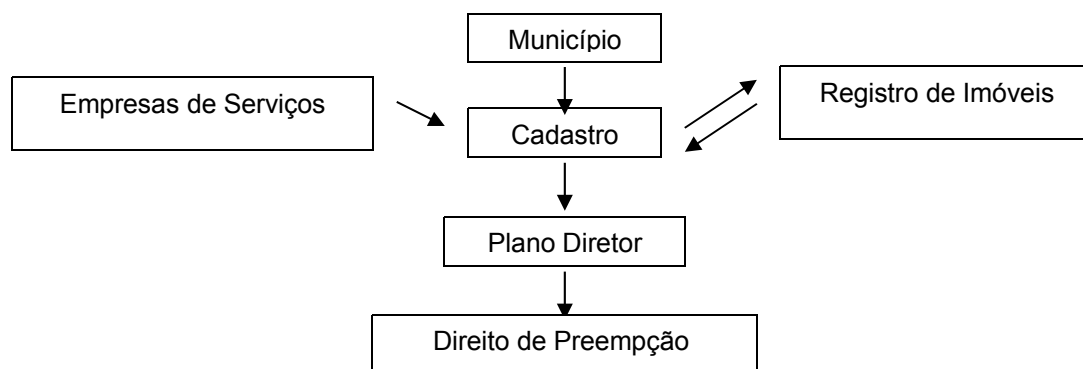 Município
Empresas de Serviços
Registro de Imóveis
Cadastro
Plano Diretor
Direito de Preempção